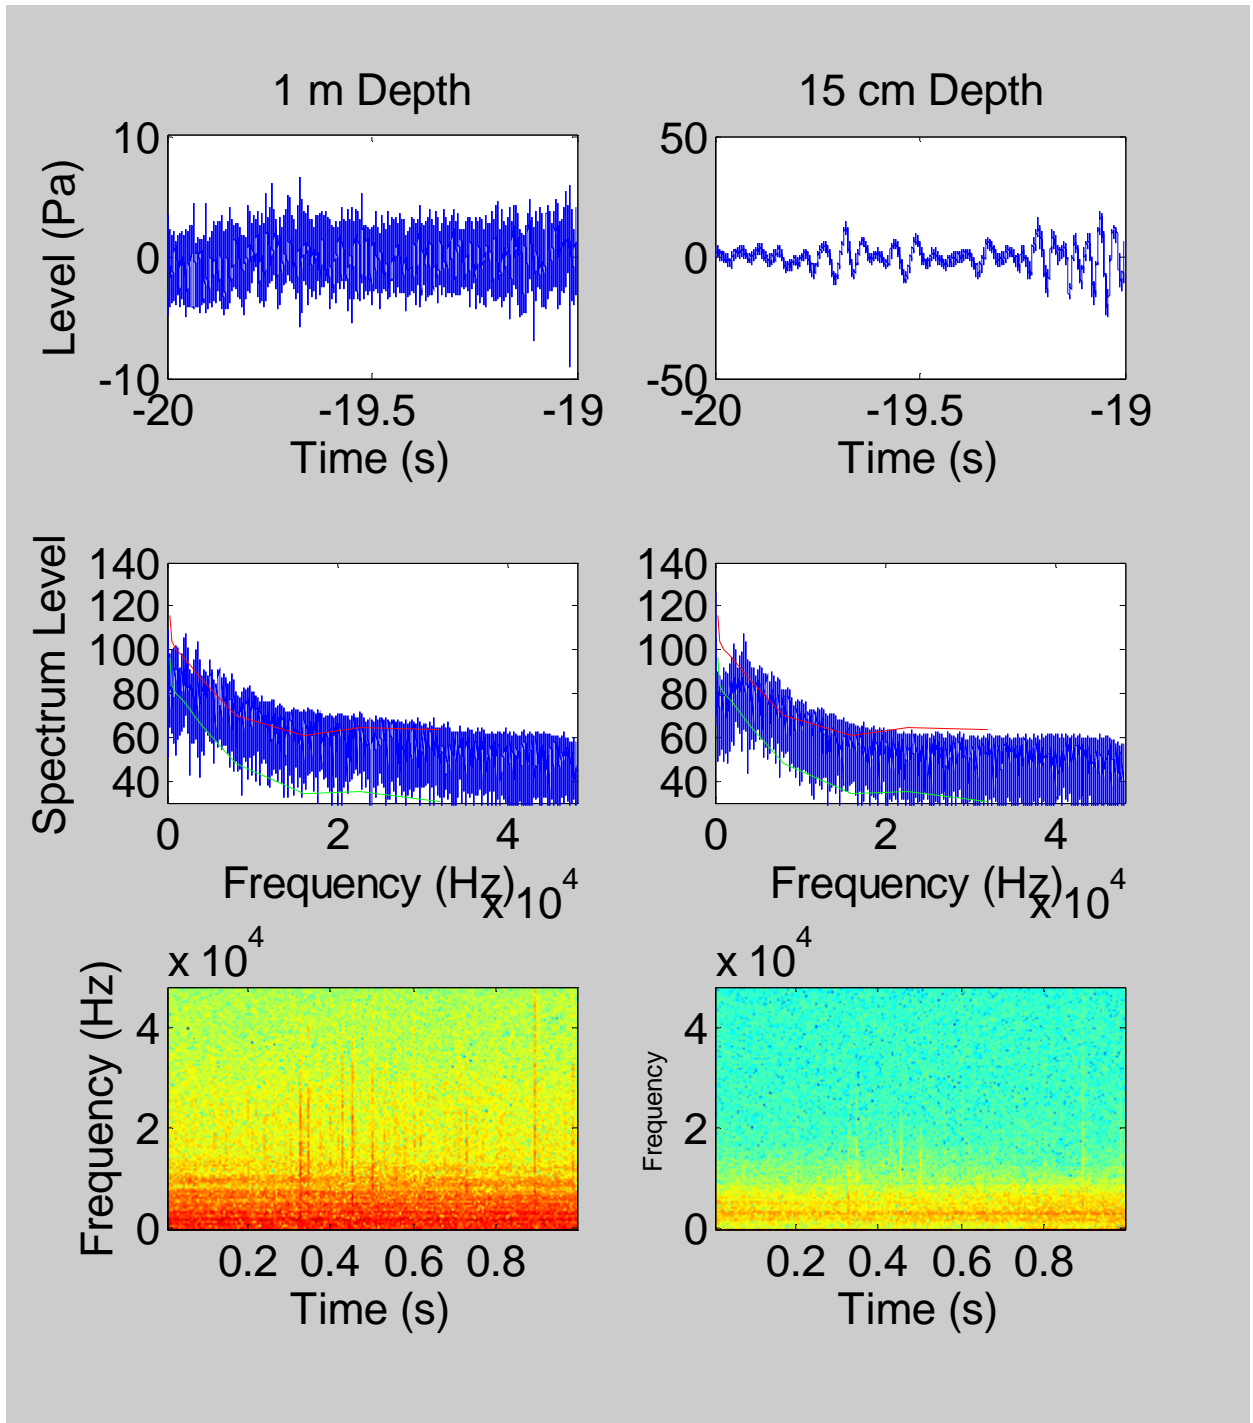 1 m Depth
15 cm Depth
Level (Pa)
10
0
-10
-20
-19.5
-19
Time (s)
50
0
-50
-20
-19.5
-19
Time (s)
Spectrum Level
140
120
100
80
60
40
0
2
4
Frequency (Hz)
x 10^4
140
120
100
80
60
40
0
2
4
Frequency (Hz)
x 10^4
Frequency (Hz)
x 10^4
4
2
0
0.2
0.4
0.6
0.8
Time (s)
Frequency
x 10^4
4
2
0
0.2
0.4
0.6
0.8
Time (s)